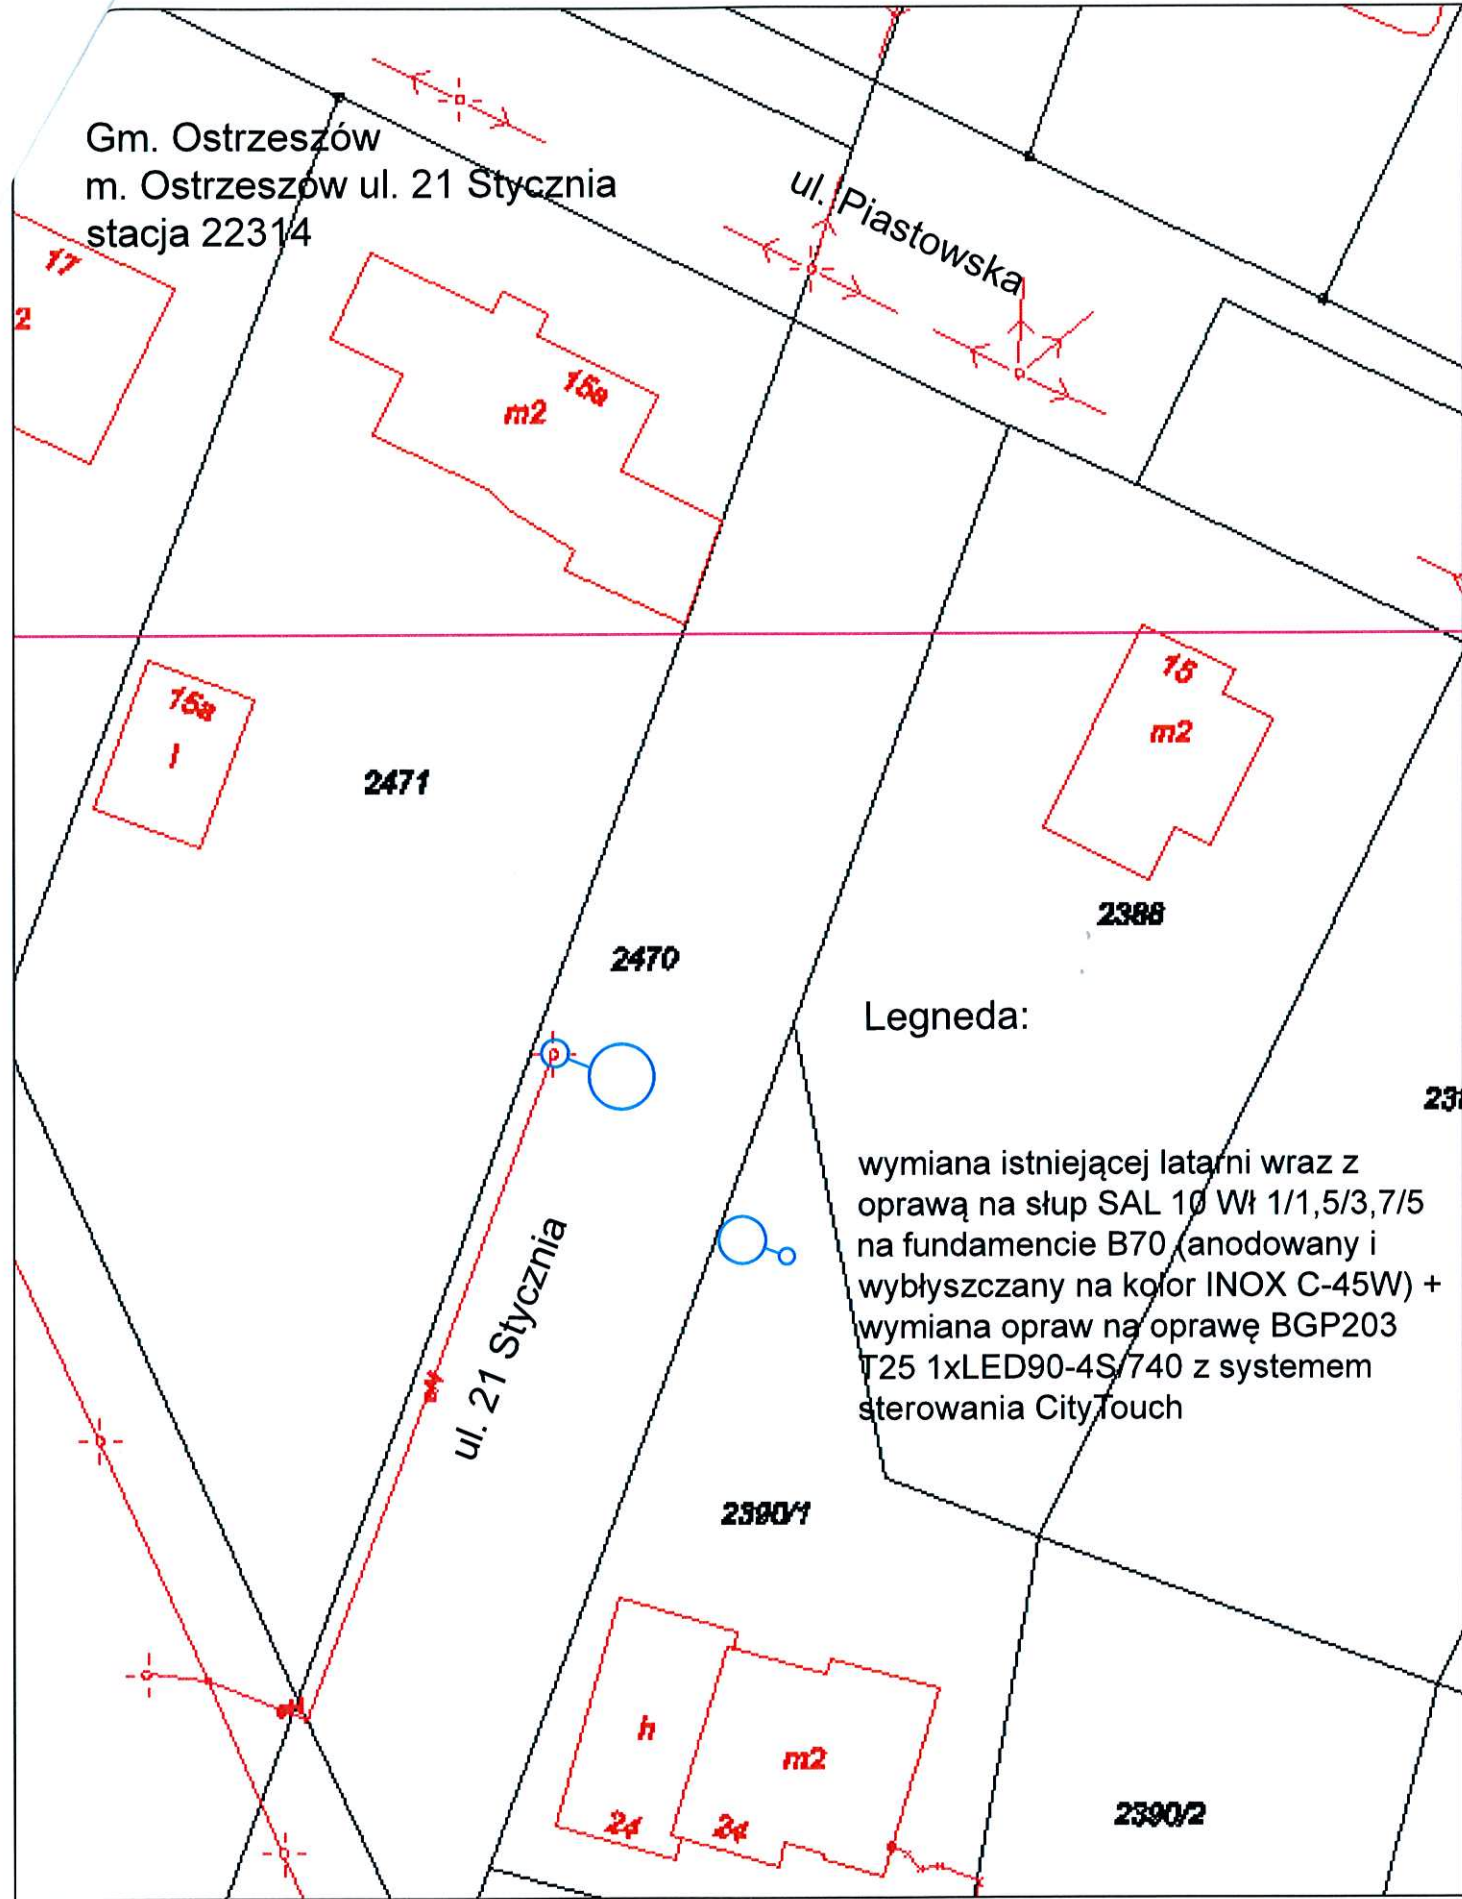 Gm. Ostrzeszów
m. Ostrzeszów ul. 21 Stycznia
stacja 22314
ul. Piastowska
17
2
15a
m2
15a
l
2471
15
m2
2388
2470
Legneda:
wymiana istniejącej latarni wraz z
oprawą na słup SAL 10 Wł 1/1,5/3,7/5
na fundamencie B70 (anodowany i
wybłyszczany na kolor INOX C-45W) +
wymiana opraw na oprawę BGP203
T25 1xLED90-4S/740 z systemem
sterowania CityTouch
ul. 21 Stycznia
2390/1
h
m2
24
24
2390/2